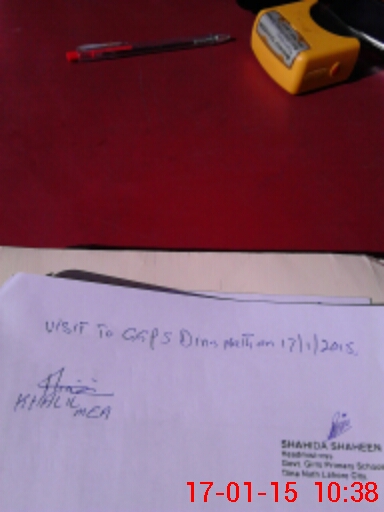 VISIT To GGPS Dina nath on 17/1/2015.
KHALIL
MEA
SHAHIDA SHAHEEN
Headmistress
Govt. Girls Primary School
Dina Nath Lahore City
17-01-15 10:38